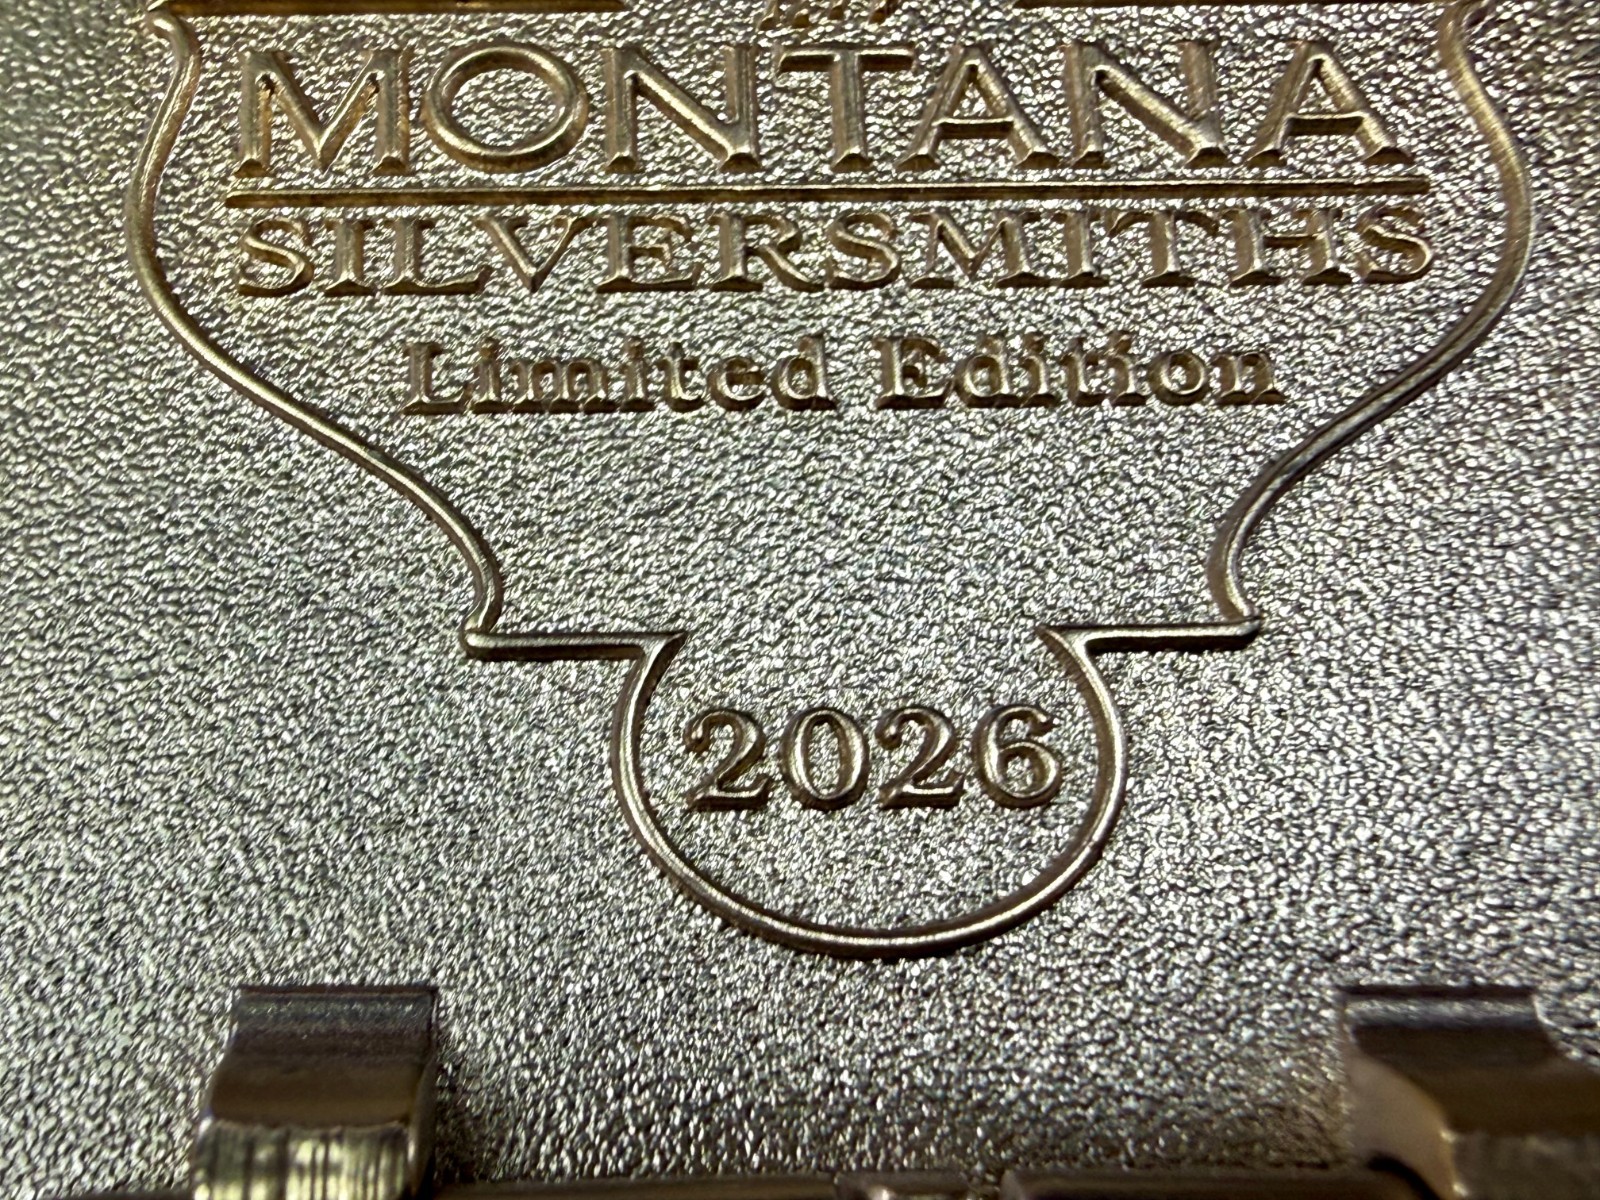 MONTANA
SILVERSMITHS
Limited Edition
2026